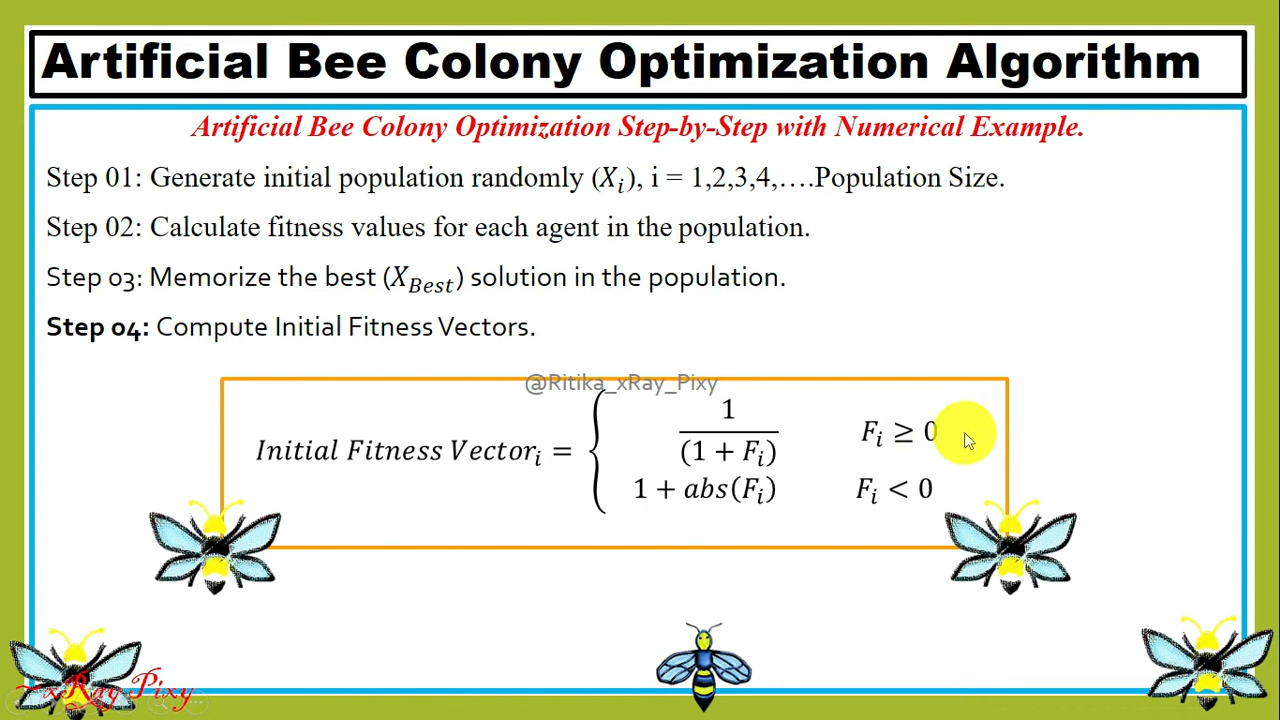 Artificial Bee Colony Optimization Algorithm
Artificial Bee Colony Optimization Step-by-Step with Numerical Example.
Step 01: Generate initial population randomly (𝑋ᵢ), i = 1,2,3,4,….Population Size.
Step 02: Calculate fitness values for each agent in the population.
Step 03: Memorize the best (X_Best) solution in the population.
Step 04: Compute Initial Fitness Vectors.
@Ritika_xRay_Pixy
Initial Fitness Vectorᵢ = { 1/(1 + Fᵢ) Fᵢ ≥ 0
1 + abs(Fᵢ) Fᵢ < 0
xRay Pixy